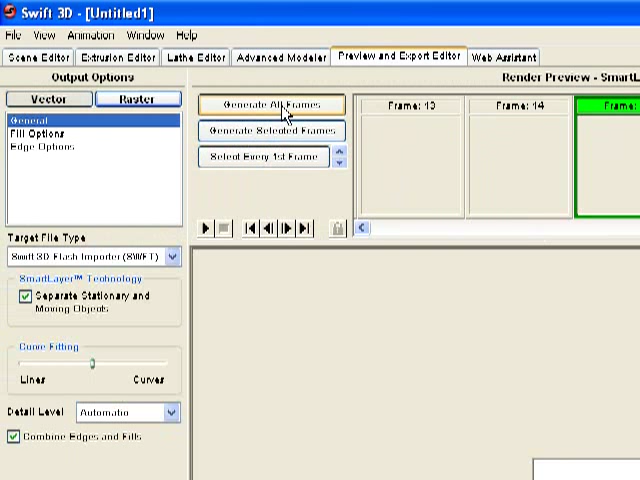 Swift 3D - [Untitled1]
File View Animation Window Help
Scene Editor Extrusion Editor Lathe Editor Advanced Modeler Preview and Export Editor Web Assistant
Output Options
Render Preview - SmartL
Vector Raster
Generate All Frames
Frame: 13 Frame: 14 Frame:
General
Fill Options
Generate Selected Frames
Edge Options
Select Every 1st Frame
Target File Type
Swift 3D Flash Importer (SWFT)
SmartLayer™ Technology
Separate Stationary and
Moving Objects
Curve Fitting
Lines Curves
Detail Level Automatic
Combine Edges and Fills